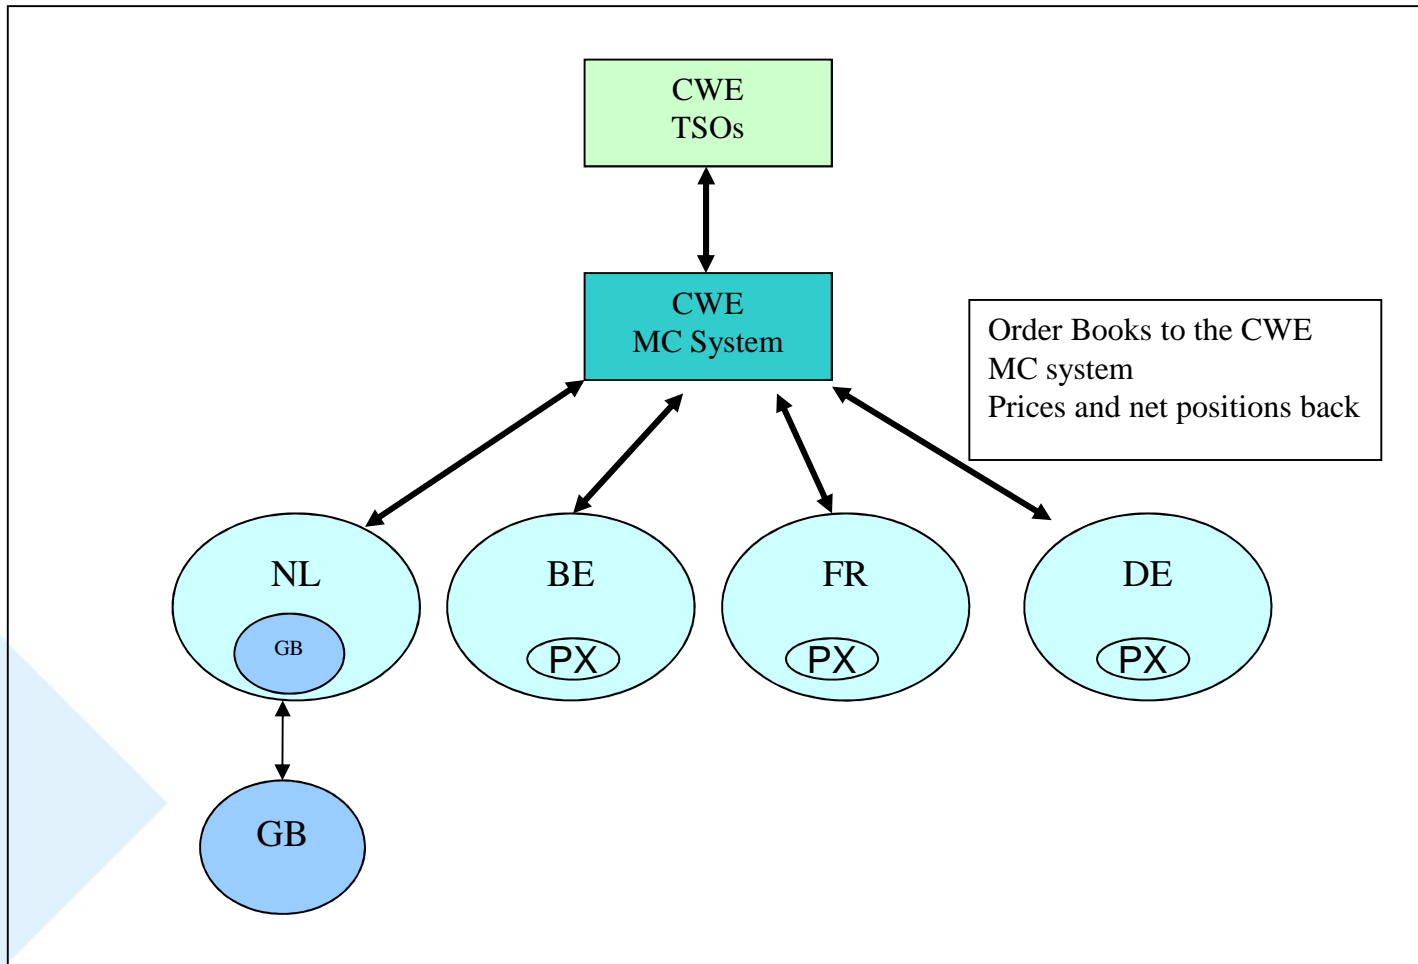 CWE
TSOs
CWE
MC System
Order Books to the CWE
MC system
Prices and net positions back
NL
BE
FR
DE
GB
PX
PX
PX
GB